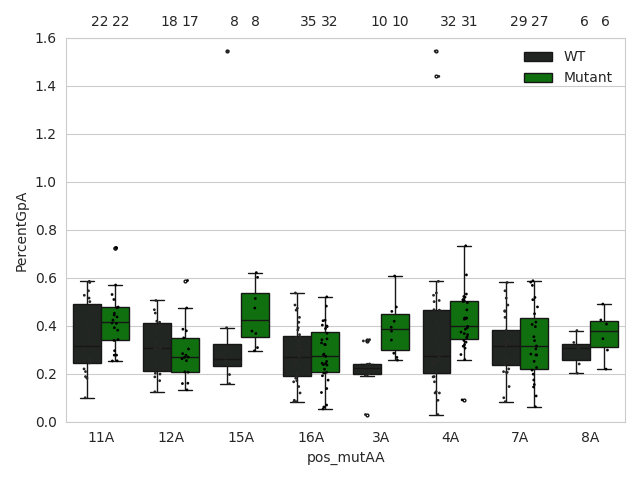 22 22 18 17 8 8 35 32 10 10 32 31 29 27 6 6
1.6
WT
1.4
Mutant
1.2
1.0
PercentGpA
0.8
0.6
0.4
0.2
0.0
11A 12A 15A 16A 3A 4A 7A 8A
pos_mutAA